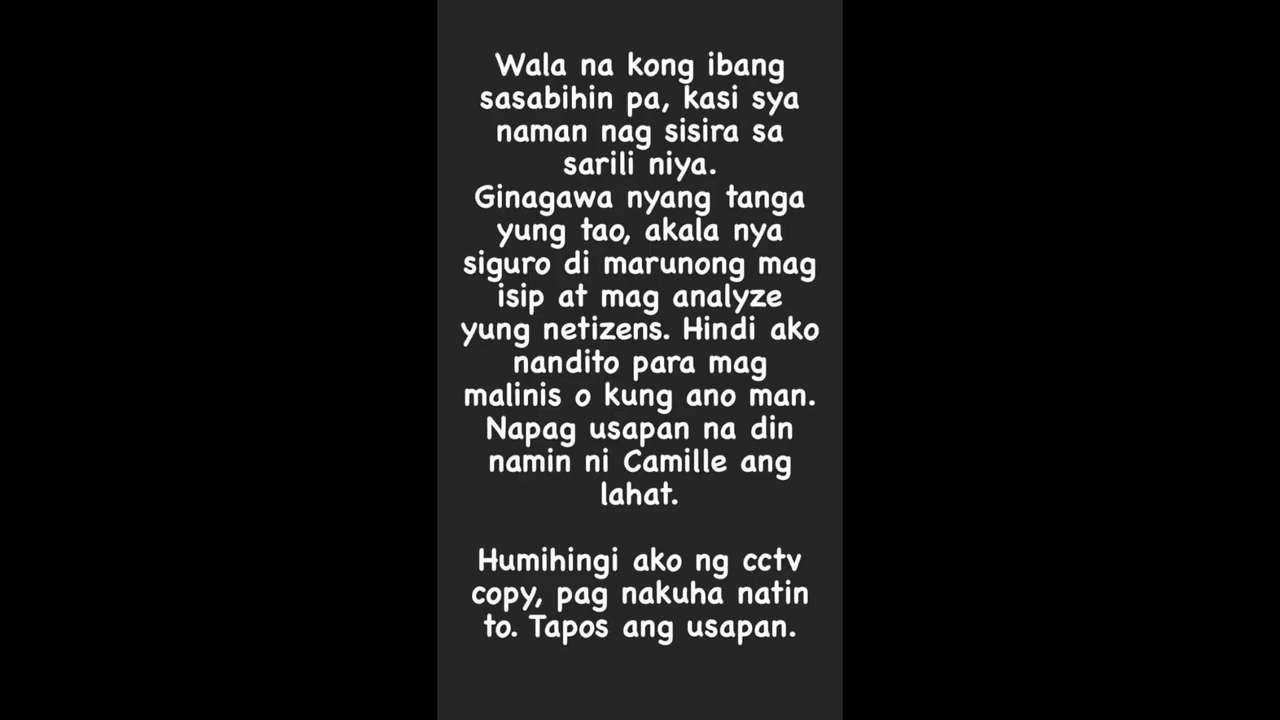 Wala na kong ibang
sasabihin pa, kasi sya
naman nag sisira sa
sarili niya.
Ginagawa nyang tanga
yung tao, akala nya
siguro di marunong mag
isip at mag analyze
yung netizens. Hindi ako
nandito para mag
malinis o kung ano man.
Napag usapan na din
namin ni Camille ang
lahat.
Humihingi ako ng cctv
copy, pag nakuha natin
to. Tapos ang usapan.